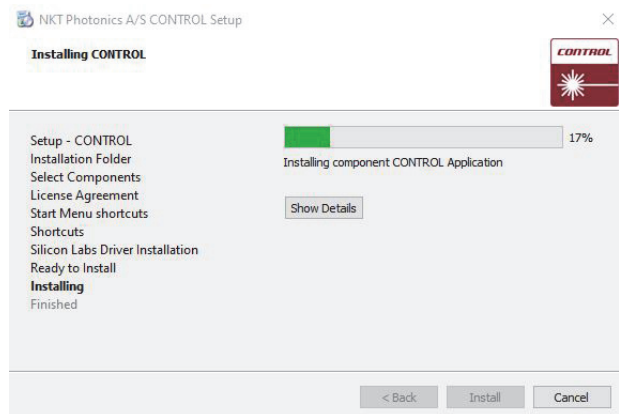 NKT Photonics A/S CONTROL Setup
Installing CONTROL
CONTROL
Setup - CONTROL
Installation Folder
Select Components
License Agreement
Start Menu shortcuts
Shortcuts
Silicon Labs Driver Installation
Ready to Install
Installing
Finished
17%
Installing component CONTROL Application
Show Details
< Back
Install
Cancel